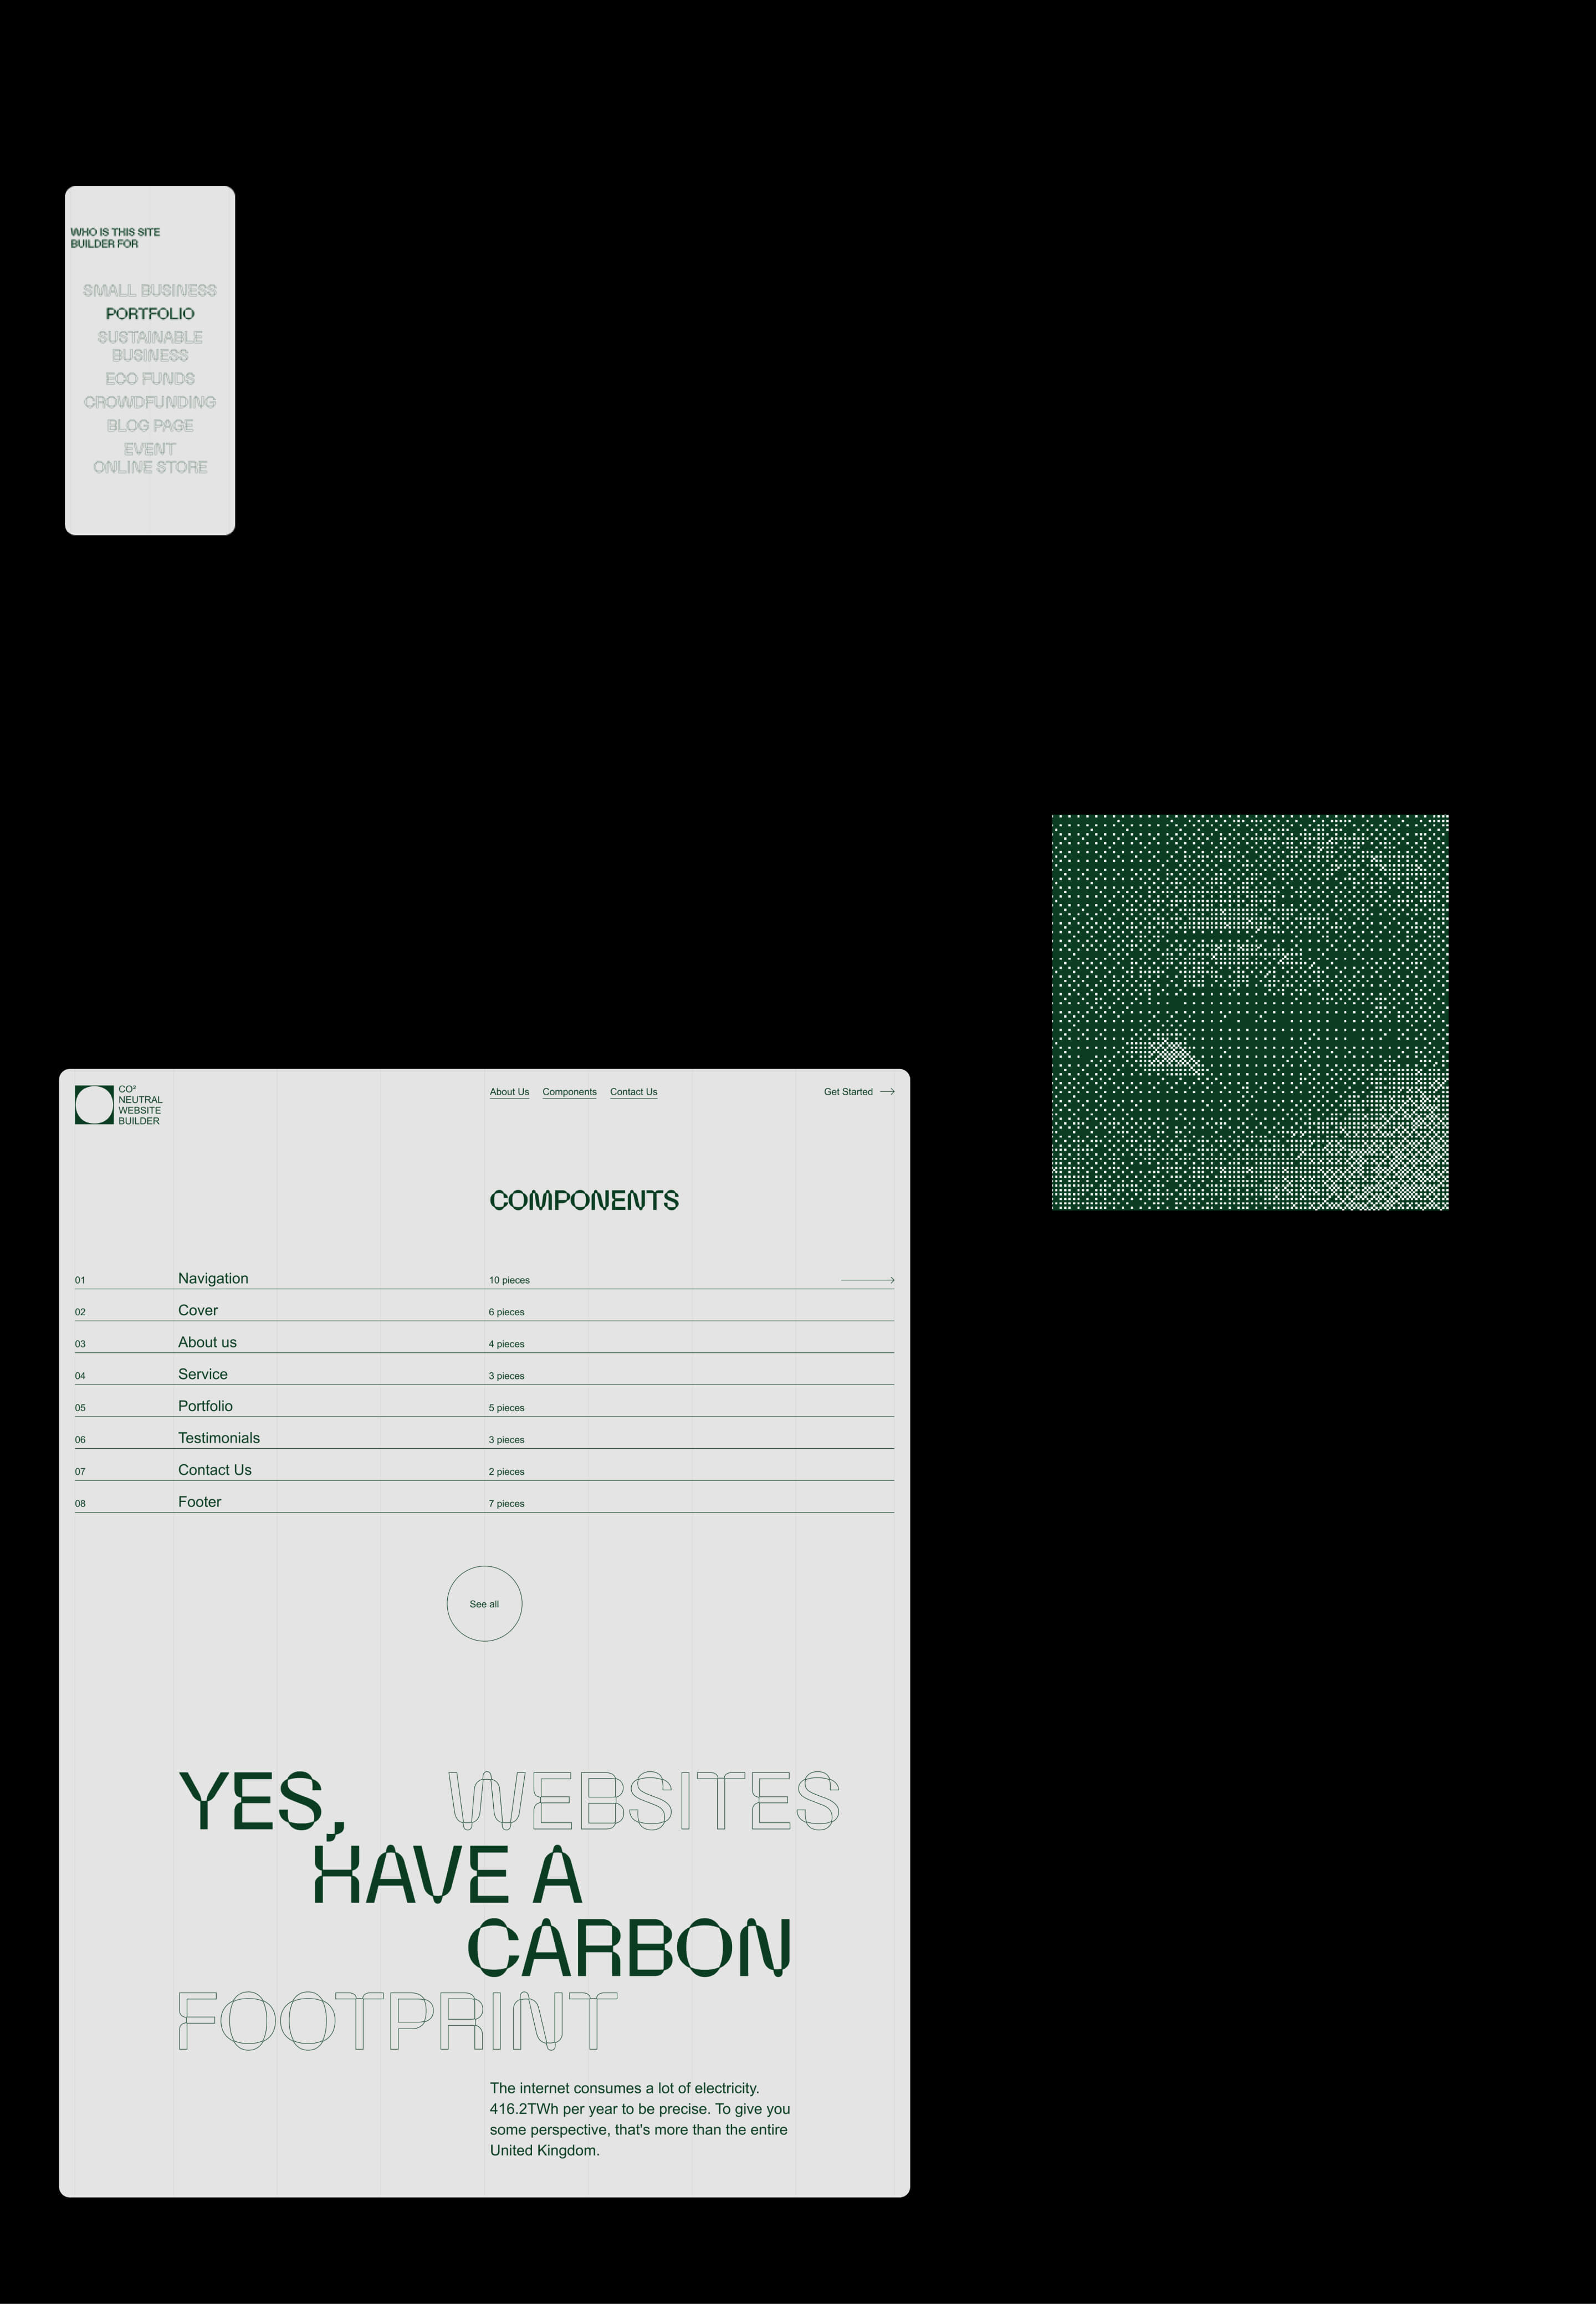 WHO IS THIS SITE
BUILDER FOR
SMALL BUSINESS
PORTFOLIO
SUSTAINABLE
BUSINESS
ECO FUNDS
CROWDFUNDING
BLOG PAGE
EVENT
ONLINE STORE
CO²
NEUTRAL
WEBSITE
BUILDER
About Us Components Contact Us
Get Started
COMPONENTS
01 Navigation 10 pieces
02 Cover 6 pieces
03 About us 4 pieces
04 Service 3 pieces
05 Portfolio 5 pieces
06 Testimonials 3 pieces
07 Contact Us 2 pieces
08 Footer 7 pieces
See all
YES, WEBSITES
HAVE A
CARBON
FOOTPRINT
The internet consumes a lot of electricity.
416.2TWh per year to be precise. To give you
some perspective, that's more than the entire
United Kingdom.